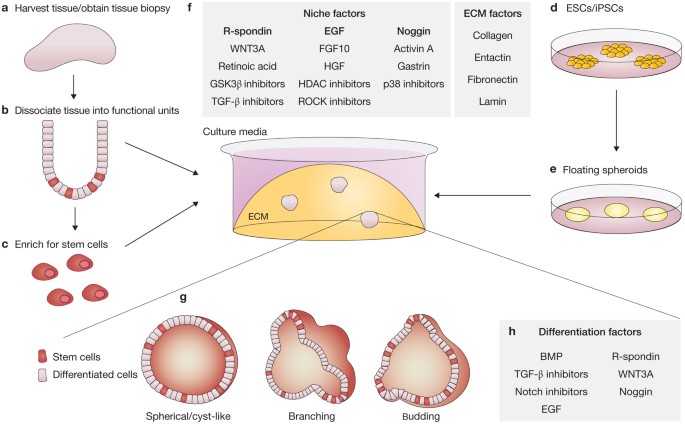 a Harvest tissue/obtain tissue biopsy
b Dissociate tissue into functional units
c Enrich for stem cells
f
Niche factors
R-spondin EGF Noggin
WNT3A FGF10 Activin A
Retinoic acid HGF Gastrin
GSK3β inhibitors HDAC inhibitors p38 inhibitors
TGF-β inhibitors ROCK inhibitors
ECM factors
Collagen
Entactin
Fibronectin
Lamin
Culture media
ECM
d ESCs/iPSCs
e Floating spheroids
g
Stem cells
Differentiated cells
Spherical/cyst-like Branching Budding
h Differentiation factors
BMP R-spondin
TGF-β inhibitors WNT3A
Notch inhibitors Noggin
EGF